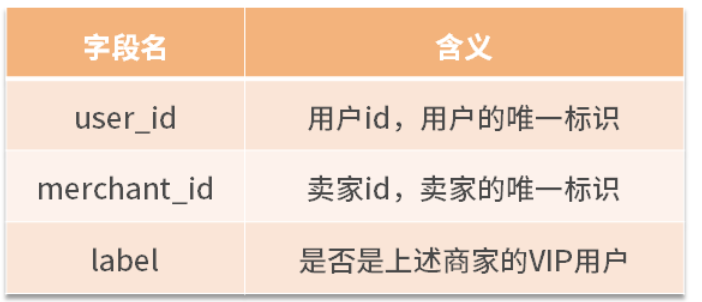 字段名 含义
user_id 用户id，用户的唯一标识
merchant_id 卖家id，卖家的唯一标识
label 是否是上述商家的VIP用户